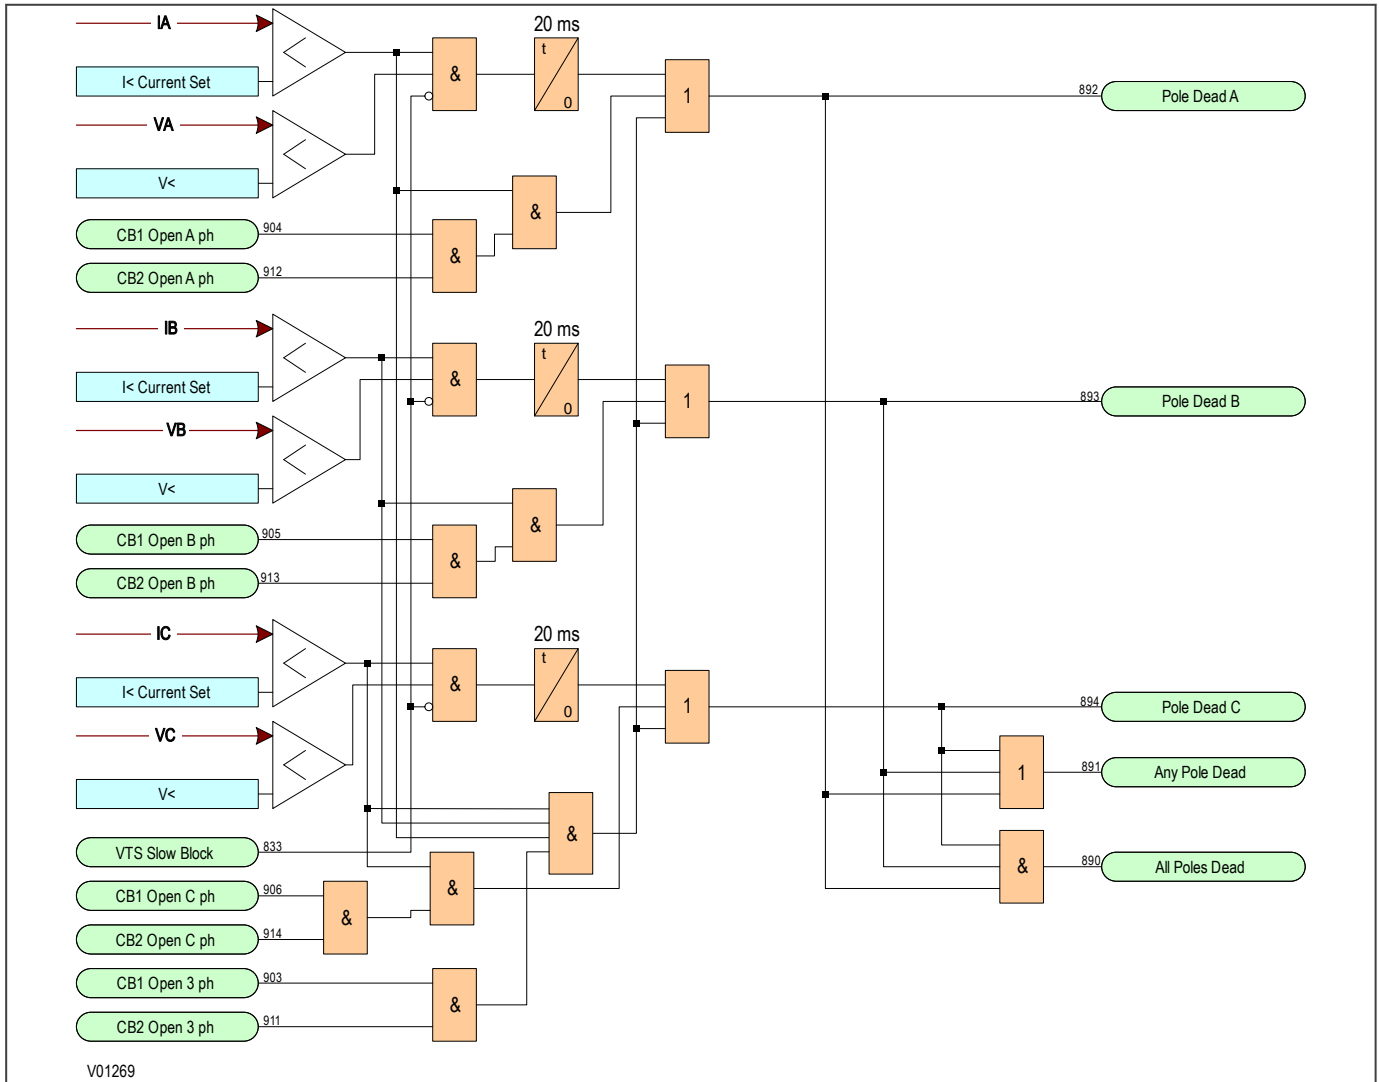 IA
20 ms
I< Current Set
&
t
0
1
892
Pole Dead A
VA
V<
&
CB1 Open A ph
904
&
CB2 Open A ph
912
IB
20 ms
I< Current Set
&
t
0
1
893
Pole Dead B
VB
V<
&
CB1 Open B ph
905
&
CB2 Open B ph
913
IC
20 ms
I< Current Set
&
t
0
1
894
Pole Dead C
VC
1
891
Any Pole Dead
V<
&
VTS Slow Block
833
&
890
All Poles Dead
CB1 Open C ph
906
&
&
CB2 Open C ph
914
CB1 Open 3 ph
903
&
CB2 Open 3 ph
911
V01269